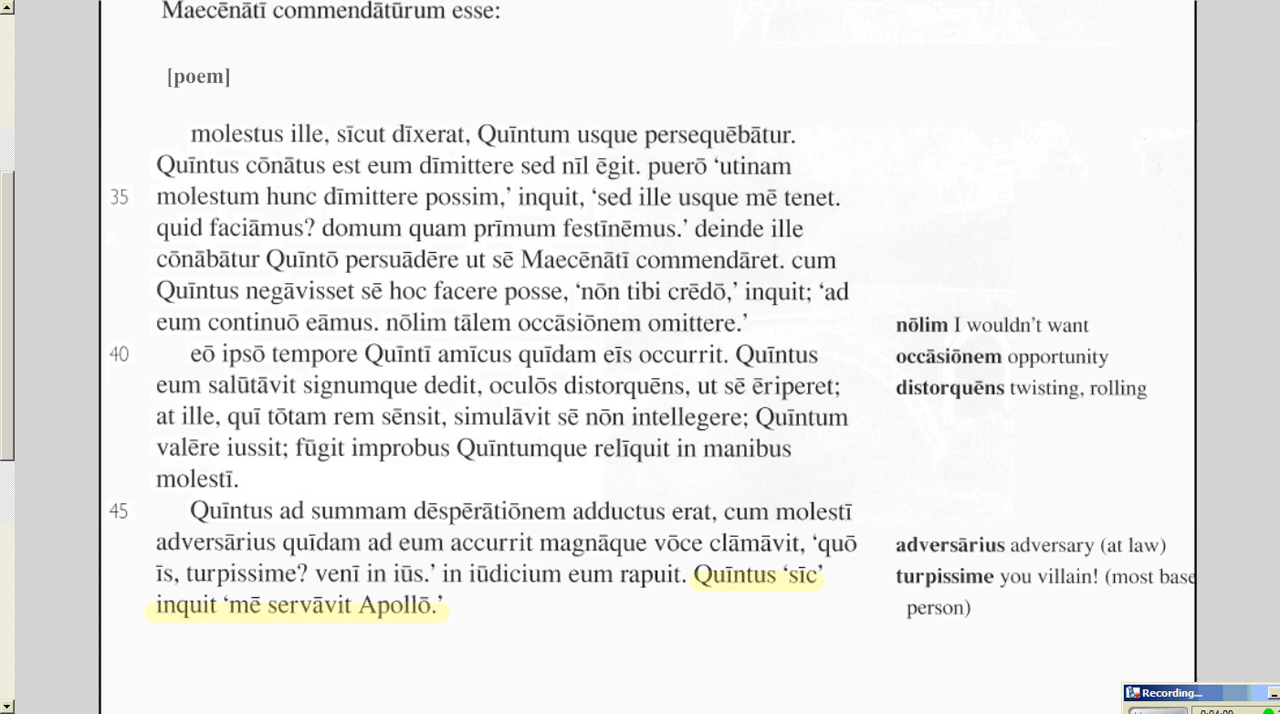 Maecēnātī commendātūrum esse:
[poem]
molestus ille, sīcut dīxerat, Quīntum usque persequēbātur.
Quīntus cōnātus est eum dīmittere sed nīl ēgit. puerō ‘utinam
35 molestum hunc dīmittere possim,’ inquit, ‘sed ille usque mē tenet.
quid faciāmus? domum quam prīmum festīnēmus.’ deinde ille
cōnābātur Quīntō persuādēre ut sē Maecēnātī commendāret. cum
Quīntus negāvisset sē hoc facere posse, ‘nōn tibi crēdō,’ inquit; ‘ad
eum continuō eāmus. nōlim tālem occāsiōnem omittere.’
nōlim I wouldn’t want
40 eō ipsō tempore Quīntī amīcus quīdam eīs occurrit. Quīntus
occāsiōnem opportunity
eum salūtāvit signumque dedit, oculōs distorquēns, ut sē ēriperet;
distorquēns twisting, rolling
at ille, quī tōtam rem sēnsit, simulāvit sē nōn intellegere; Quīntum
valēre iussit; fūgit improbus Quīntumque relīquit in manibus
molestī.
45 Quīntus ad summam dēspērātiōnem adductus erat, cum molestī
adversārius quīdam ad eum accurrit magnāque vōce clāmāvit, ‘quō
adversārius adversary (at law)
īs, turpissime? venī in iūs.’ in iūdicium eum rapuit. Quīntus ‘sīc’
turpissime you villain! (most base
inquit ‘mē servāvit Apollō.’
person)
Recording...